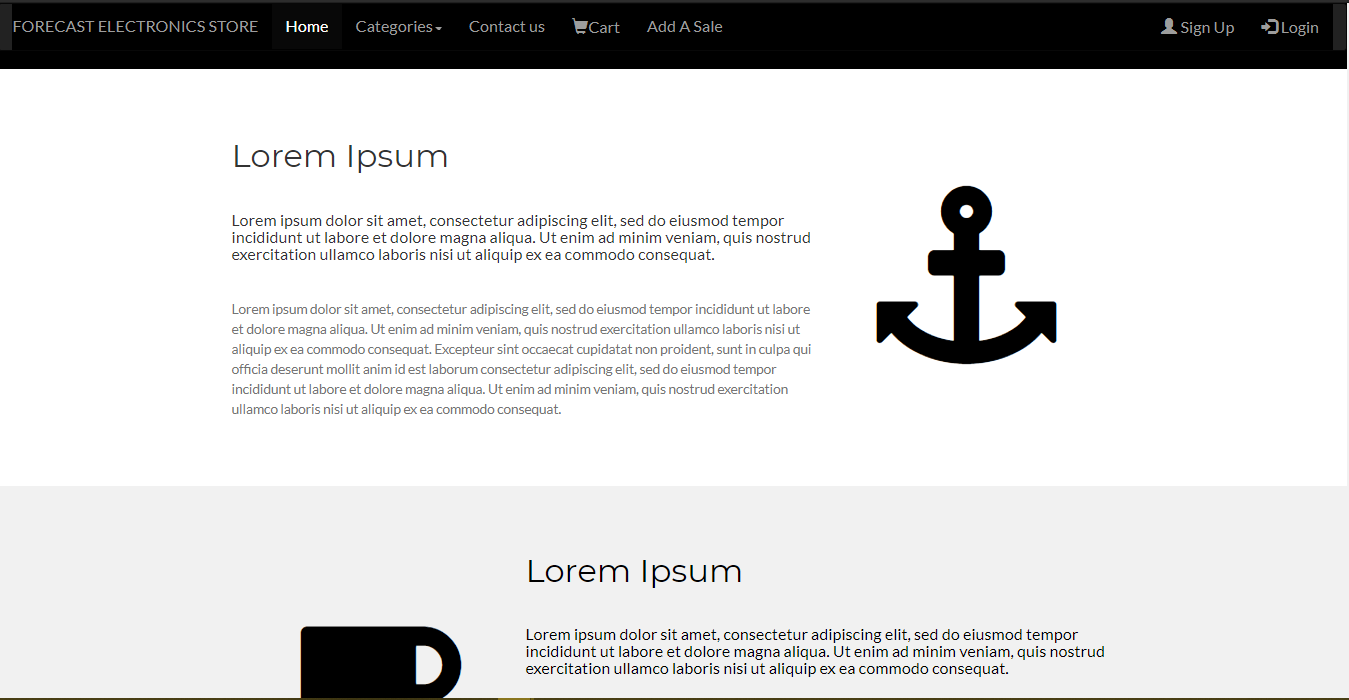 FORECAST ELECTRONICS STORE Home Categories Contact us Cart Add A Sale Sign Up Login
Lorem Ipsum
Lorem ipsum dolor sit amet, consectetur adipiscing elit, sed do eiusmod tempor
incididunt ut labore et dolore magna aliqua. Ut enim ad minim veniam, quis nostrud
exercitation ullamco laboris nisi ut aliquip ex ea commodo consequat.
Lorem ipsum dolor sit amet, consectetur adipiscing elit, sed do eiusmod tempor incididunt ut labore
et dolore magna aliqua. Ut enim ad minim veniam, quis nostrud exercitation ullamco laboris nisi ut
aliquip ex ea commodo consequat. Excepteur sint occaecat cupidatat non proident, sunt in culpa qui
officia deserunt mollit anim id est laborum consectetur adipiscing elit, sed do eiusmod tempor
incididunt ut labore et dolore magna aliqua. Ut enim ad minim veniam, quis nostrud exercitation
ullamco laboris nisi ut aliquip ex ea commodo consequat.
Lorem Ipsum
Lorem ipsum dolor sit amet, consectetur adipiscing elit, sed do eiusmod tempor
incididunt ut labore et dolore magna aliqua. Ut enim ad minim veniam, quis nostrud
exercitation ullamco laboris nisi ut aliquip ex ea commodo consequat.